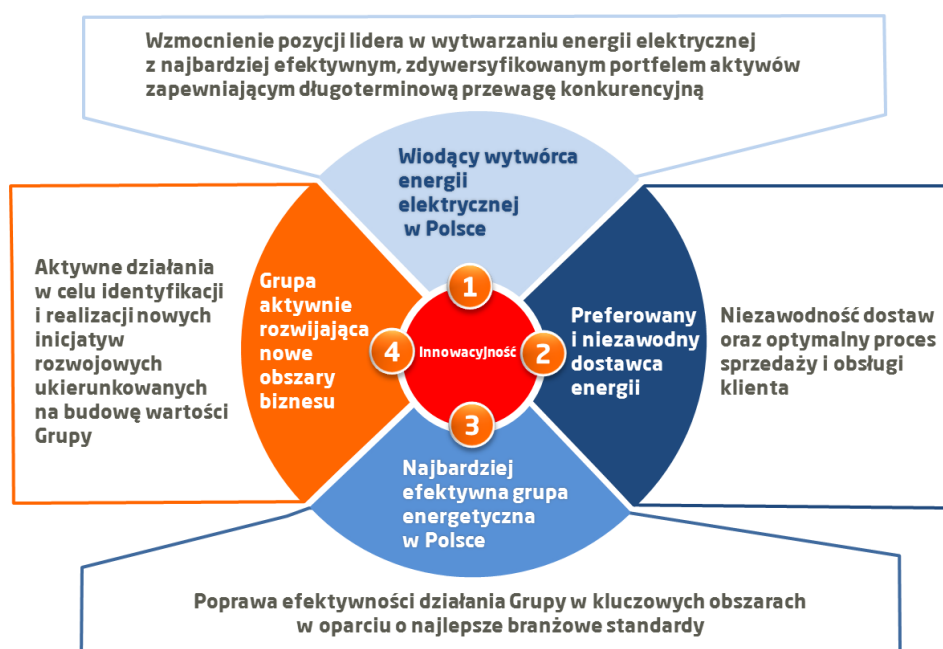 Wzmocnienie pozycji lidera w wytwarzaniu energii elektrycznej
z najbardziej efektywnym, zdywersyfikowanym portfelem aktywów
zapewniającym długoterminową przewagę konkurencyjną
Wiodący wytwórca
energii
elektrycznej
w Polsce
1
Aktywne działania
w celu identyfikacji
i realizacji nowych
inicjatyw
rozwojowych
ukierunkowanych
na budowę wartości
Grupy
Grupa
aktywnie
rozwijająca
nowe
obszary
biznesu
4
Innowacyjność
2
Preferowany
i niezawodny
dostawca
energii
Niezawodność dostaw
oraz optymalny proces
sprzedaży i obsługi
klienta
3
Najbardziej
efektywna grupa
energetyczna
w Polsce
Poprawa efektywności działania Grupy w kluczowych obszarach
w oparciu o najlepsze branżowe standardy